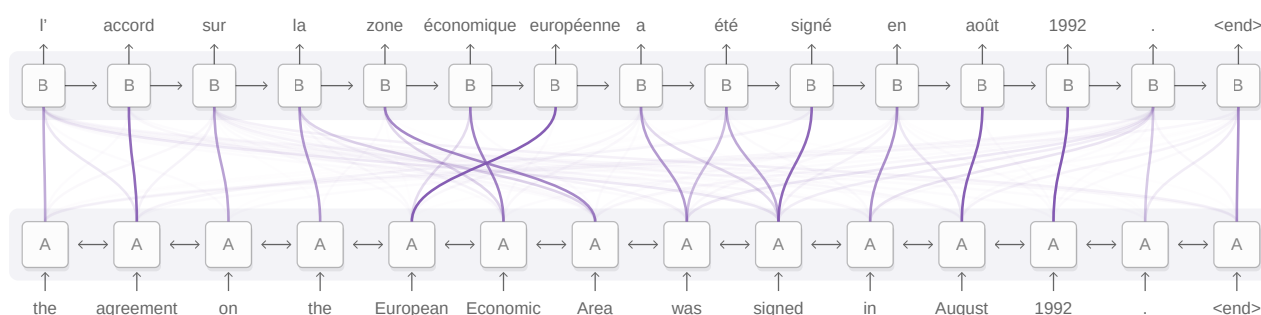 l’ accord sur la zone économique européenne a été signé en août 1992 . <end>
B B B B B B B B B B B B B B B
A A A A A A A A A A A A A A
the agreement on the European Economic Area was signed in August 1992 . <end>